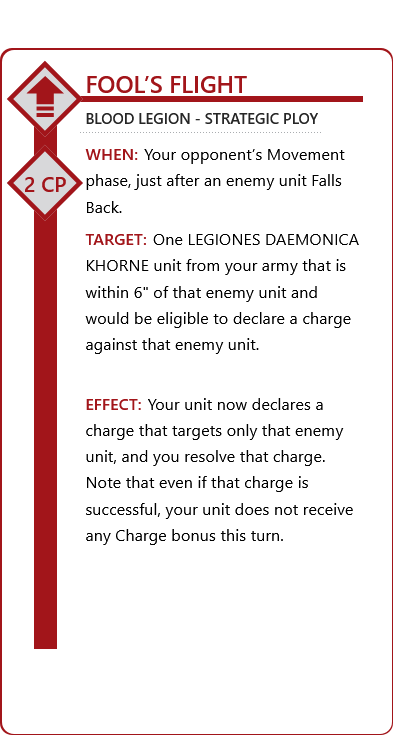 FOOL’S FLIGHT
BLOOD LEGION - STRATEGIC PLOY
2 CP
WHEN: Your opponent’s Movement
phase, just after an enemy unit Falls
Back.
TARGET: One LEGIONES DAEMONICA
KHORNE unit from your army that is
within 6" of that enemy unit and
would be eligible to declare a charge
against that enemy unit.
EFFECT: Your unit now declares a
charge that targets only that enemy
unit, and you resolve that charge.
Note that even if that charge is
successful, your unit does not receive
any Charge bonus this turn.